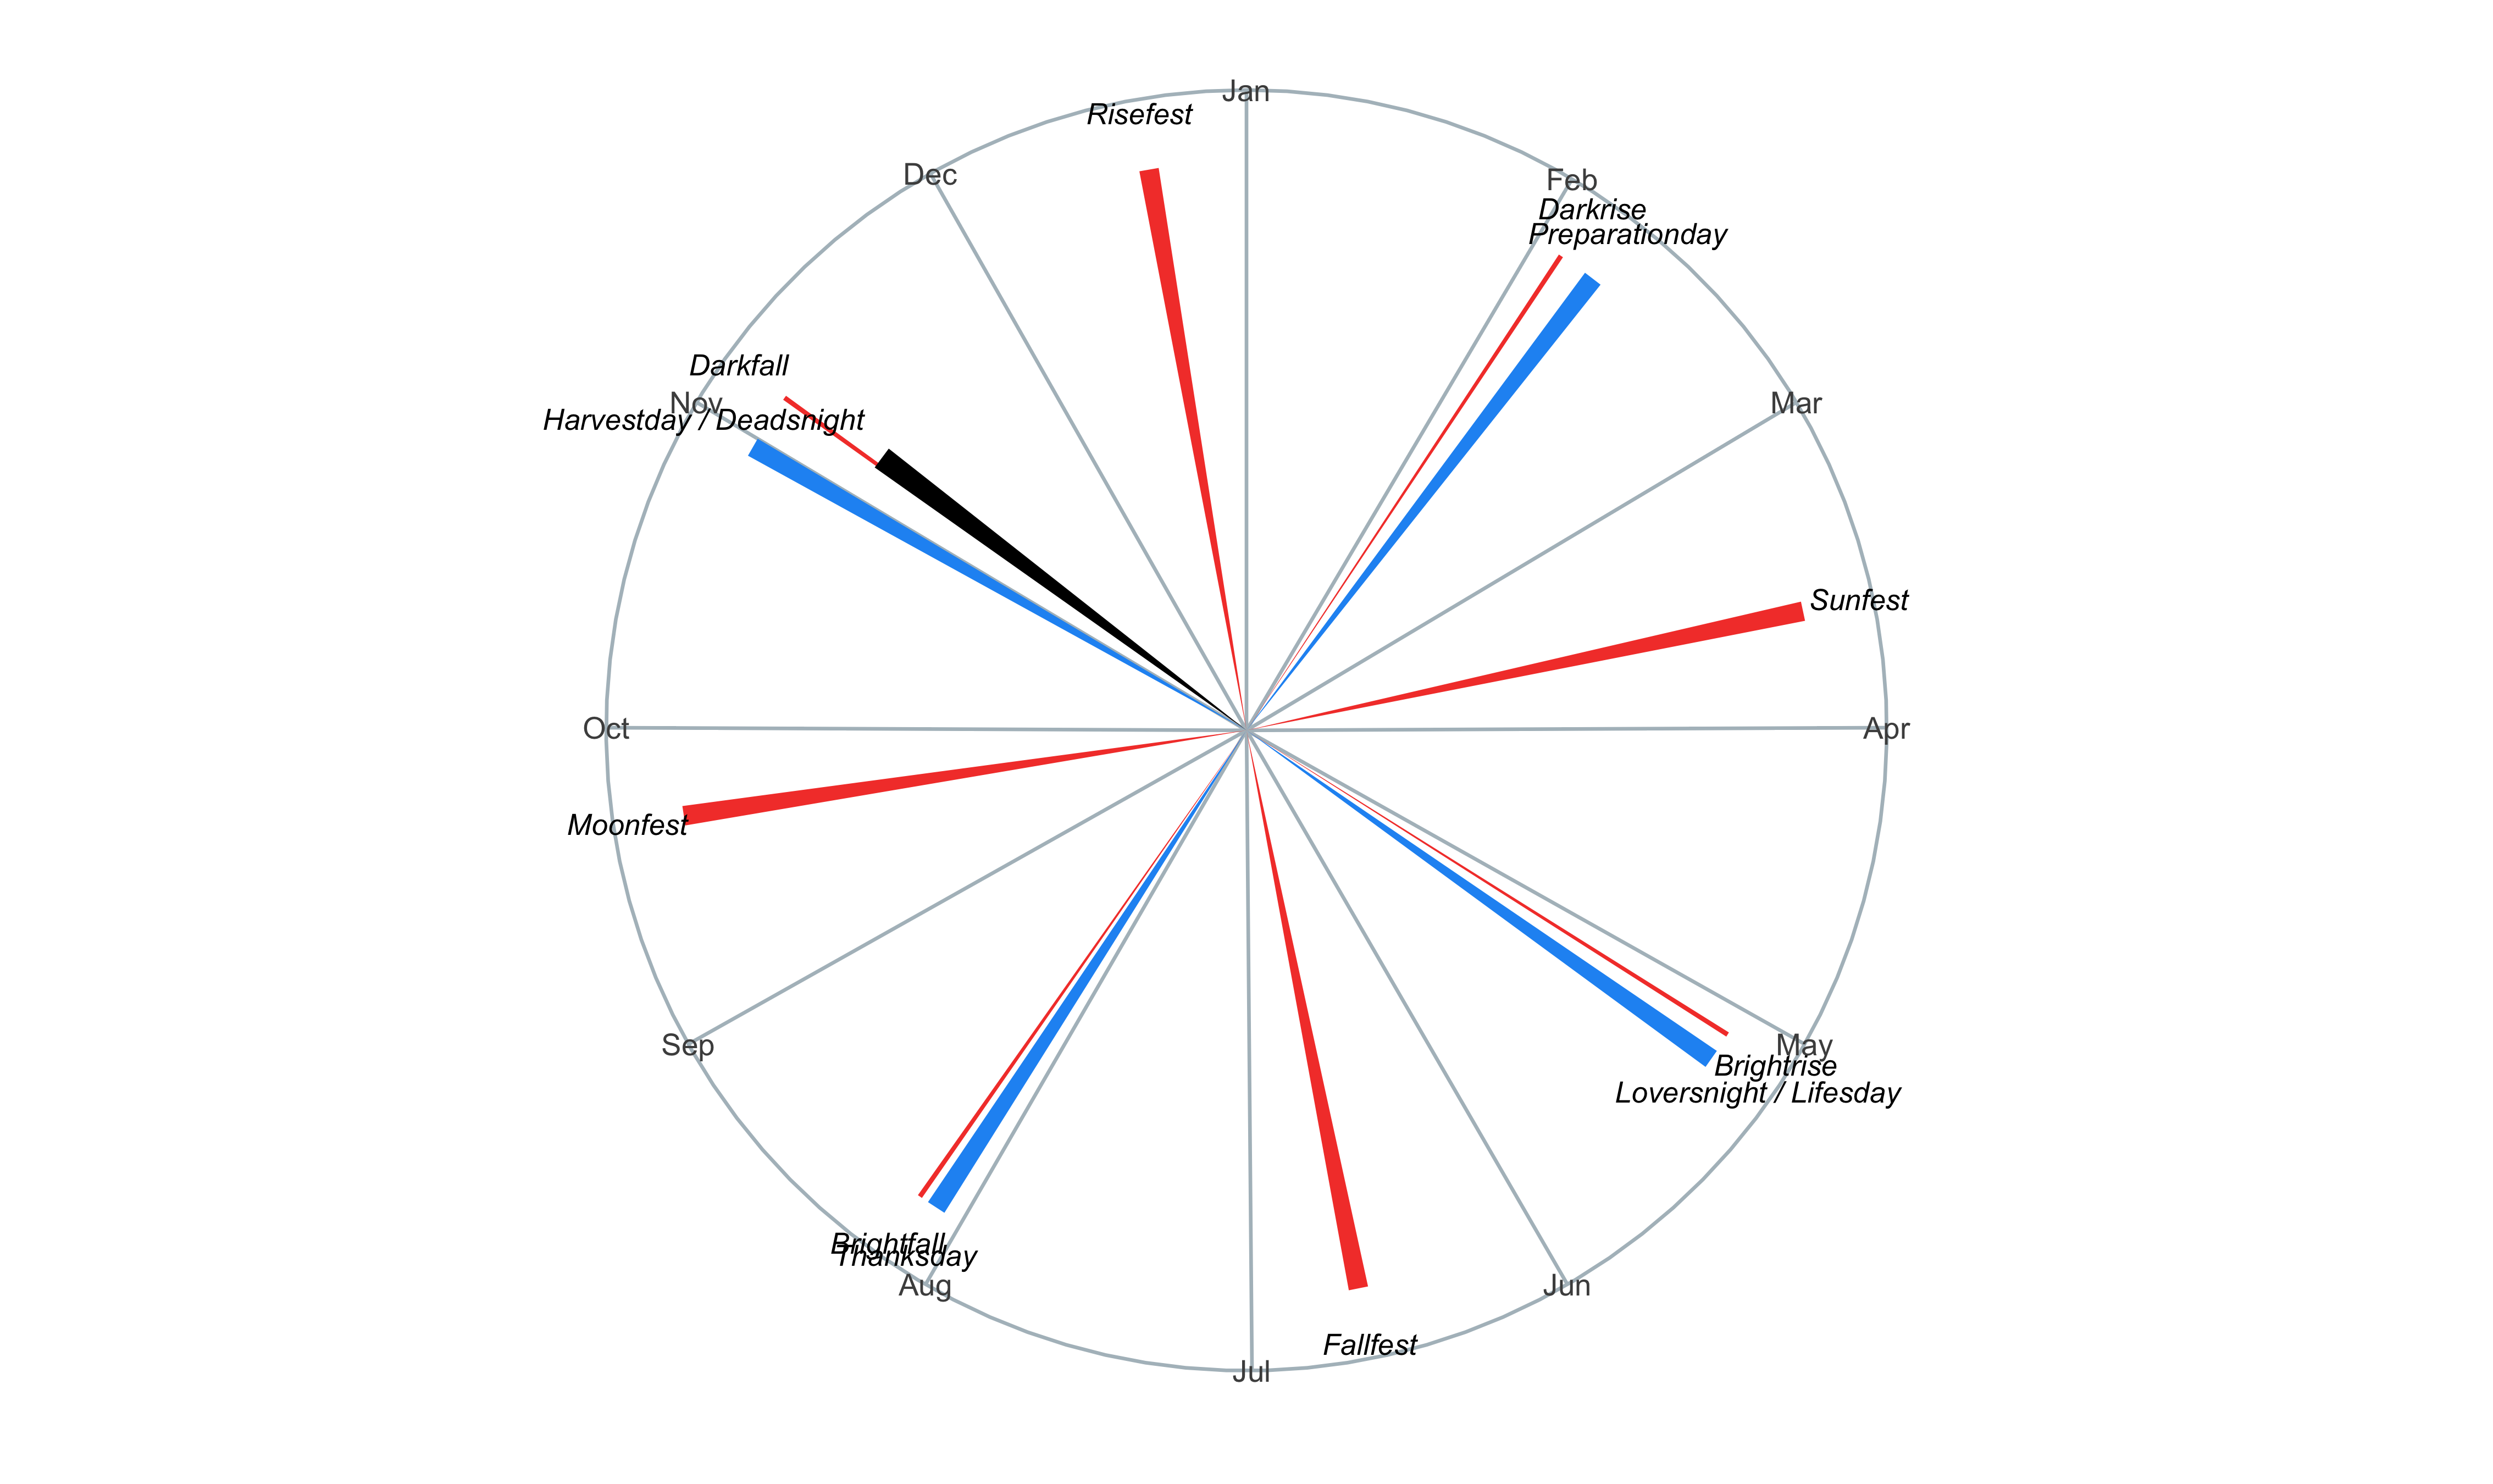 Jan
Risefest
Dec
Feb
Darkrise
Preparationday
Darkfall
Nov
Mar
Harvestday / Deadsnight
Sunfest
Oct
Apr
Moonfest
Sep
May
Brightrise
Loversnight / Lifesday
Brightfall
Thanksday
Aug
Jun
Fallfest
Jul